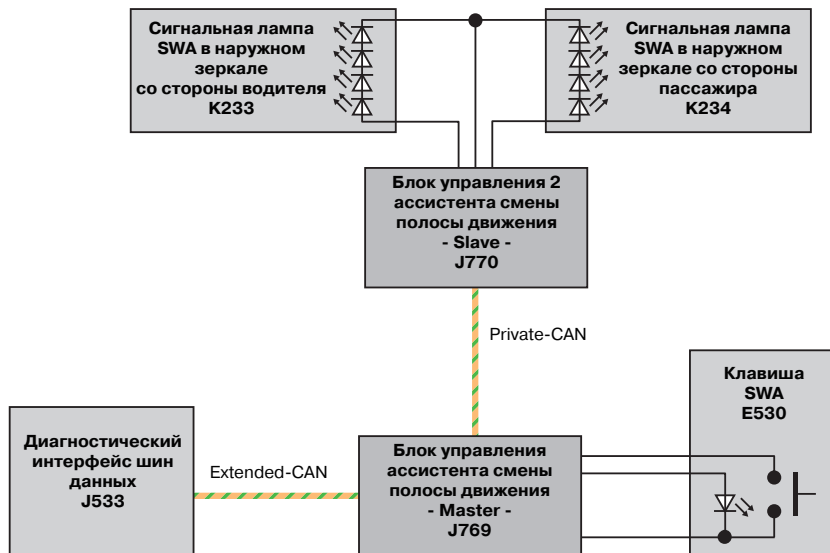 Сигнальная лампа
SWA в наружном
зеркале
со стороны водителя
K233
Сигнальная лампа
SWA в наружном
зеркале со стороны
пассажира
K234
Блок управления 2
ассистента смены
полосы движения
- Slave -
J770
Private-CAN
Клавиша
SWA
E530
Диагностический
интерфейс шин
данных
J533
Extended-CAN
Блок управления
ассистента смены
полосы движения
- Master -
J769